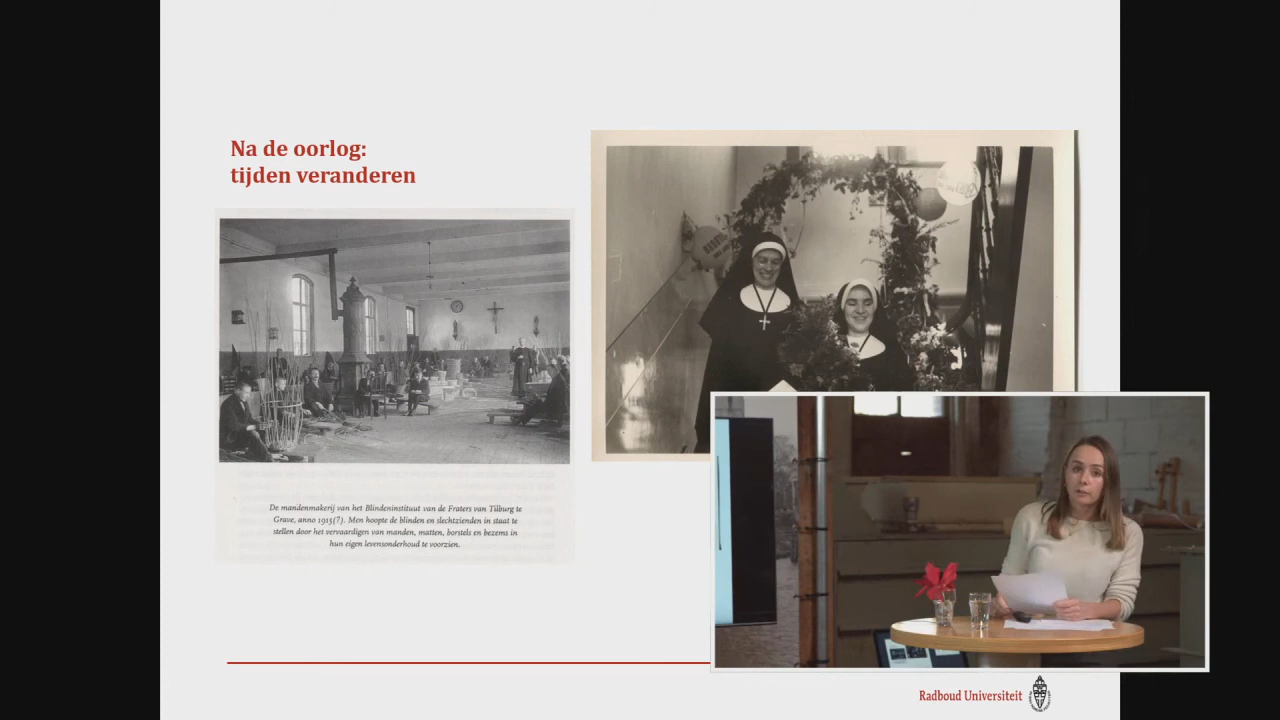 Na de oorlog:
tijden veranderen
De mandenmakerij van het Blindeninstituut van de Fraters van Tilburg te
Grave, anno 1915(?). Men hoopte de blinden en slechtzienden in staat te
stellen door het vervaardigen van manden, matten, borstels en bezems in
hun eigen levensonderhoud te voorzien.
Radboud Universiteit